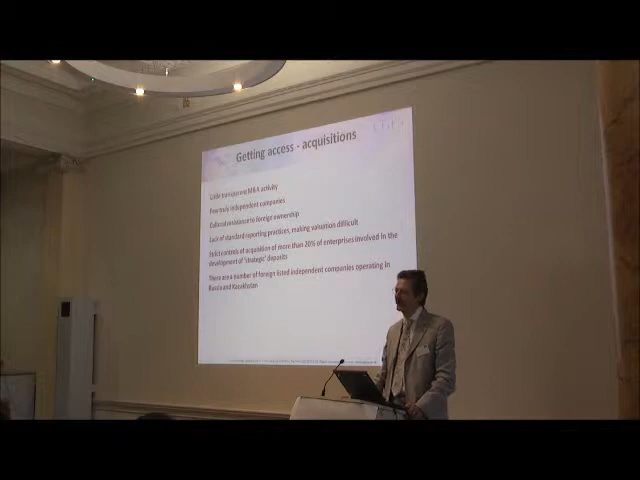 Getting access - acquisitions
Little transparent M&A activity
Few truly independent companies
Cultural resistance to foreign ownership
Lack of standard reporting practices, making valuation difficult
Strict controls of acquisition of more than 20% of enterprises involved in the
development of 'strategic' deposits
There are a number of foreign listed independent companies operating in
Russia and Kazakhstan